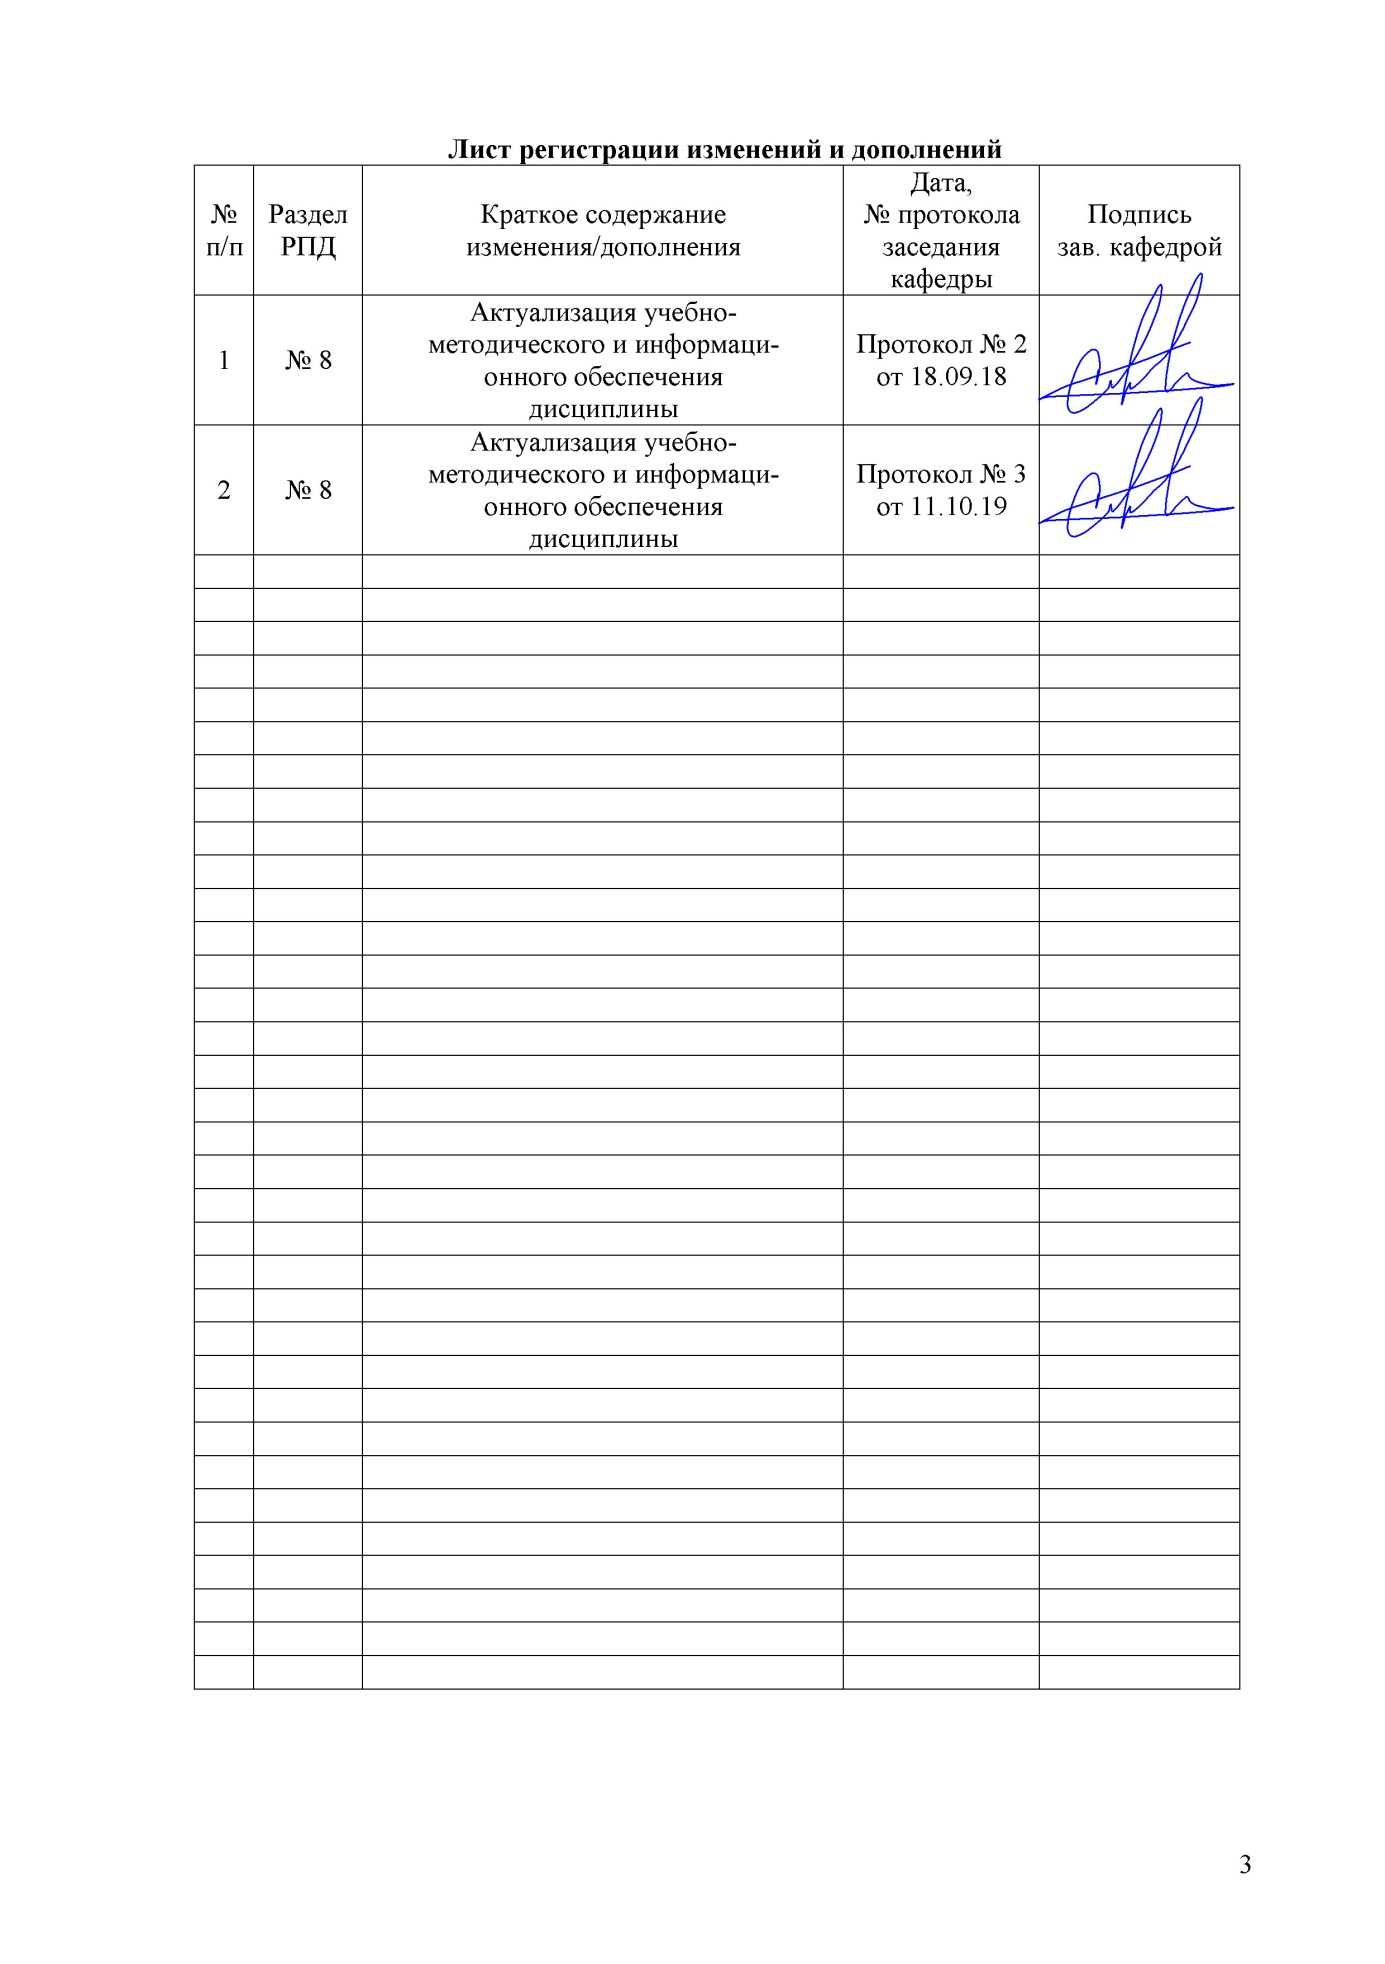 Лист регистрации изменений и дополнений
№
п/п
Раздел
РПД
Краткое содержание
изменения/дополнения
Дата,
№ протокола
заседания
кафедры
Подпись
зав. кафедрой
1
№ 8
Актуализация учебно-
методического и информаци-
онного обеспечения
дисциплины
Протокол № 2
от 18.09.18
2
№ 8
Актуализация учебно-
методического и информаци-
онного обеспечения
дисциплины
Протокол № 3
от 11.10.19
3